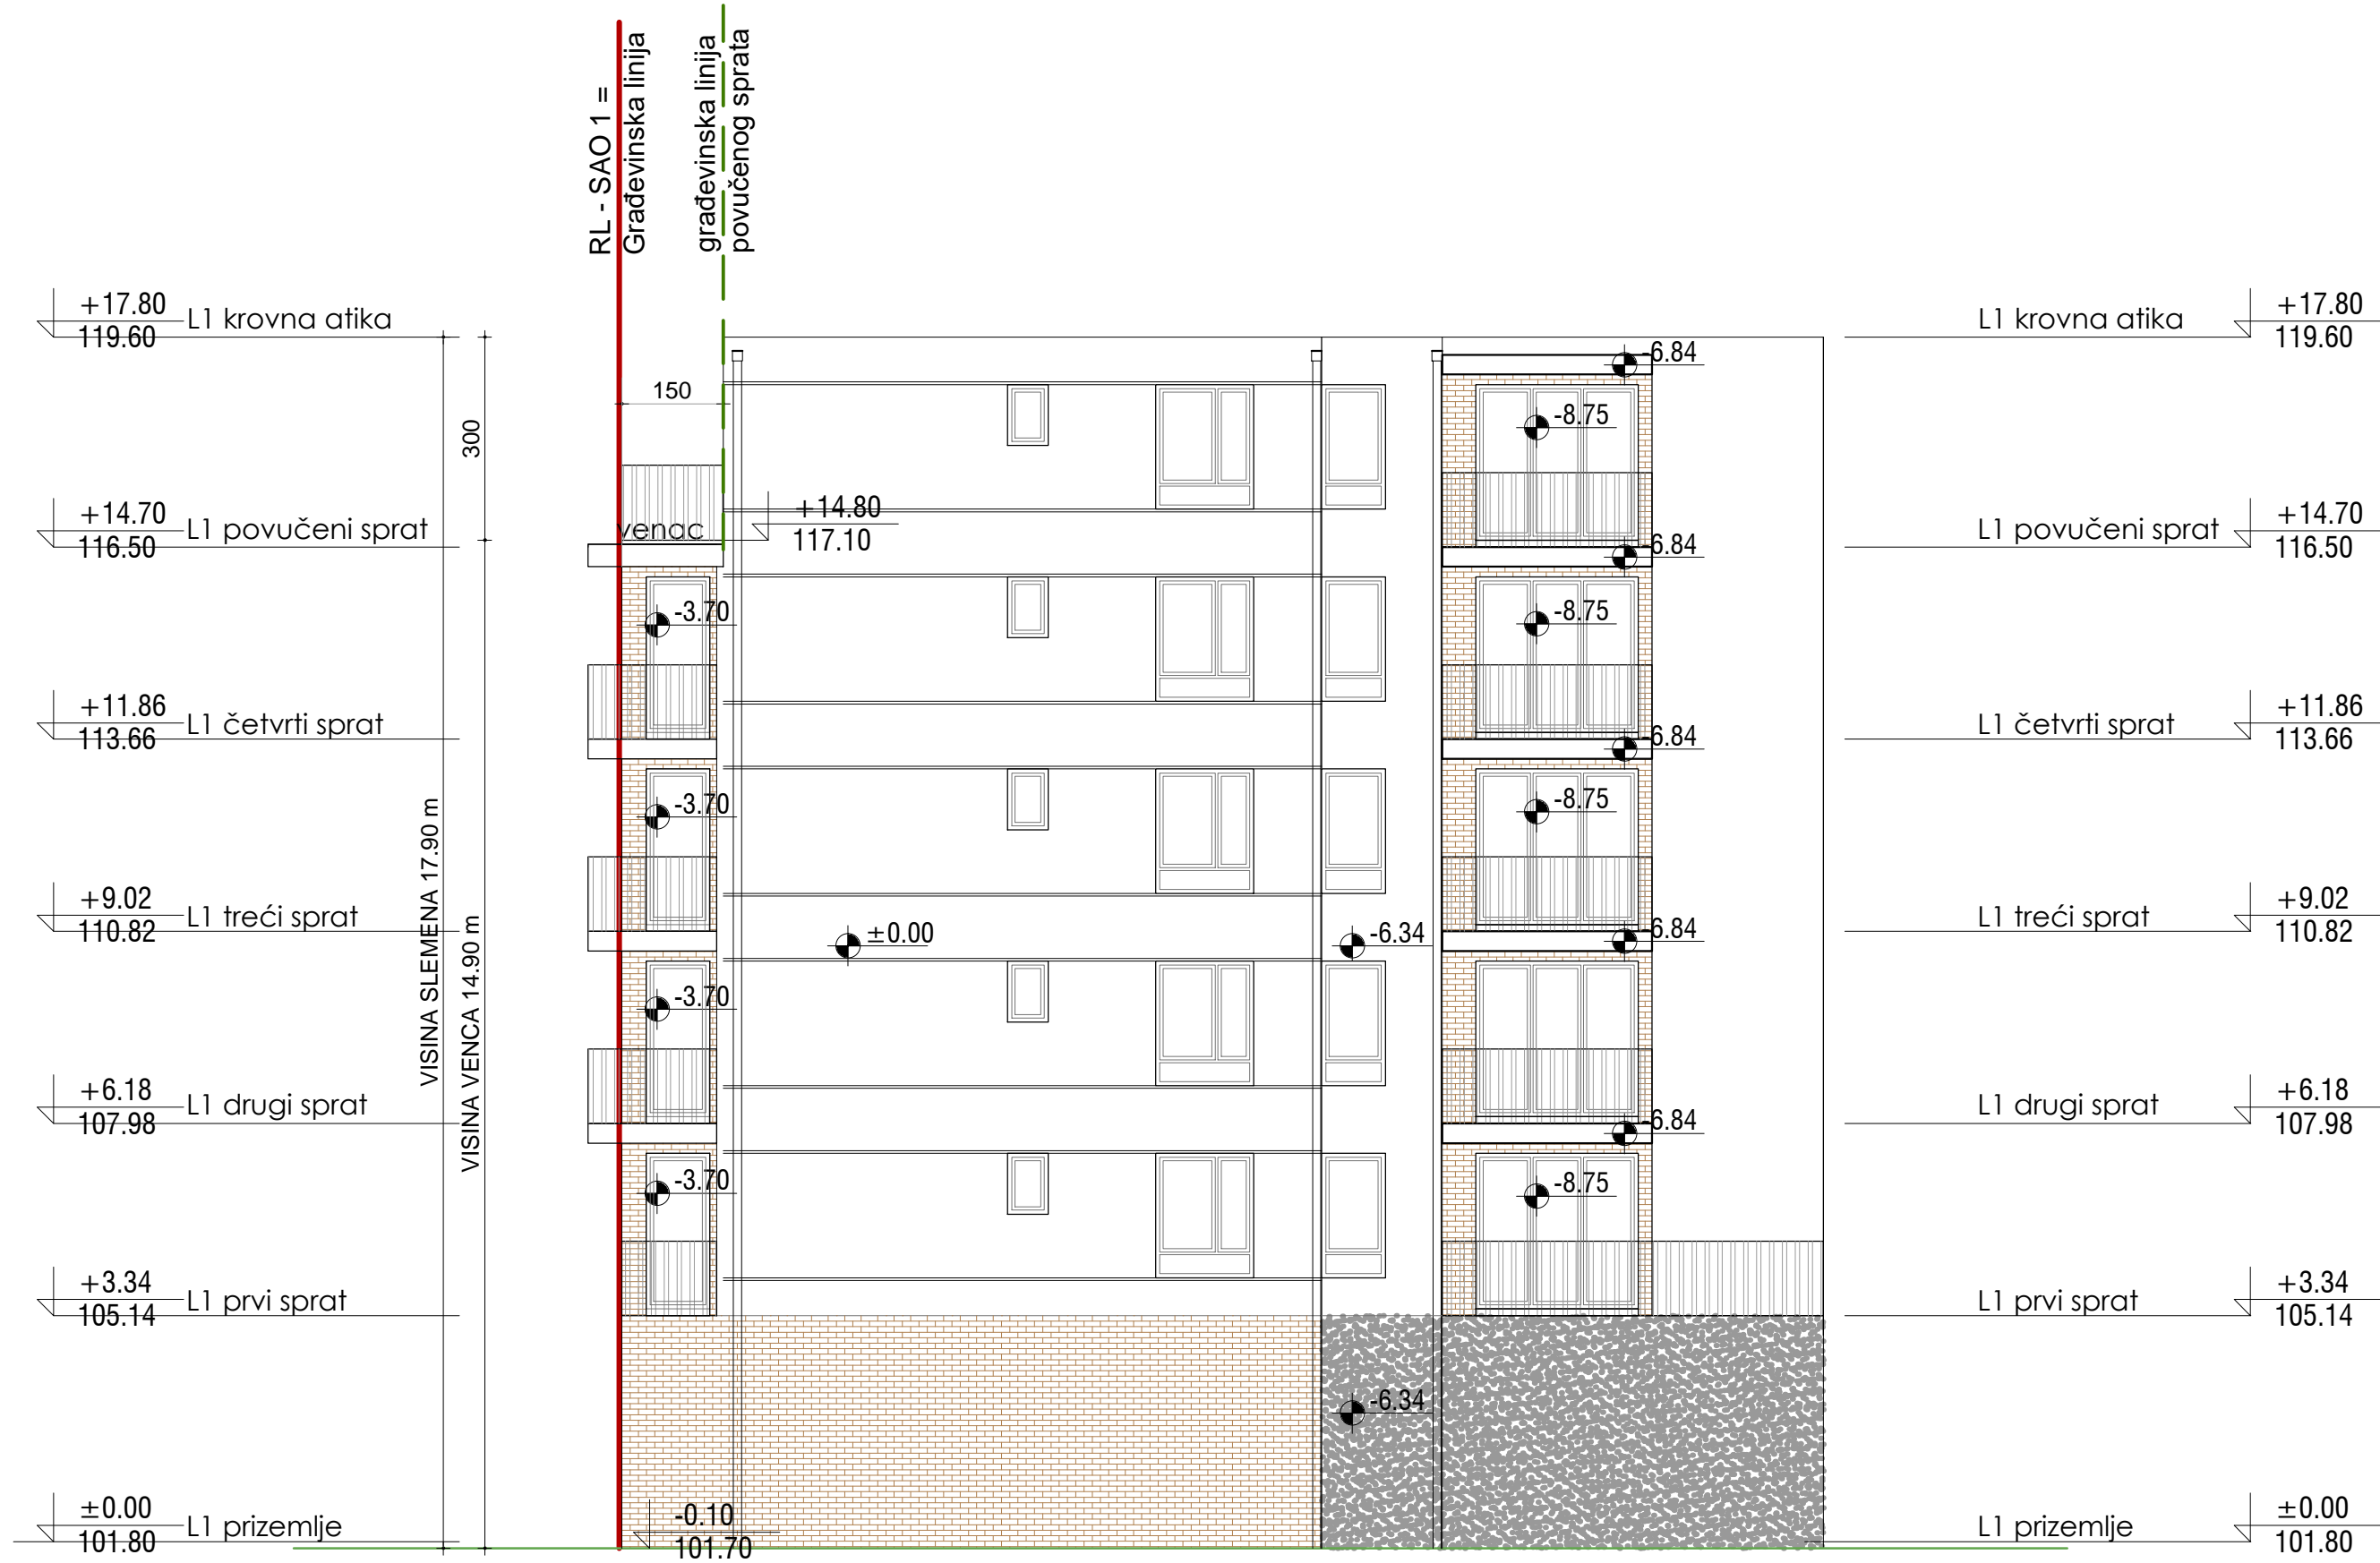 RL - SAO 1 =
Građevinska linija
građevinska linija
povučenog sprata
+17.80
119.60
L1 krovna atika
L1 krovna atika
+17.80
119.60
-6.84
150
-8.75
300
+14.70
116.50
L1 povučeni sprat
venac
+14.80
117.10
-6.84
L1 povučeni sprat
+14.70
116.50
-3.70
-8.75
+11.86
113.66
L1 četvrti sprat
-6.84
L1 četvrti sprat
+11.86
113.66
-3.70
-8.75
VISINA SLEMENA 17.90 m
VISINA VENCA 14.90 m
+9.02
110.82
L1 treći sprat
±0.00
-6.34
-6.84
L1 treći sprat
+9.02
110.82
-3.70
+6.18
107.98
L1 drugi sprat
-6.84
L1 drugi sprat
+6.18
107.98
-3.70
-8.75
+3.34
105.14
L1 prvi sprat
L1 prvi sprat
+3.34
105.14
-6.34
±0.00
101.80
L1 prizemlje
-0.10
101.70
L1 prizemlje
±0.00
101.80